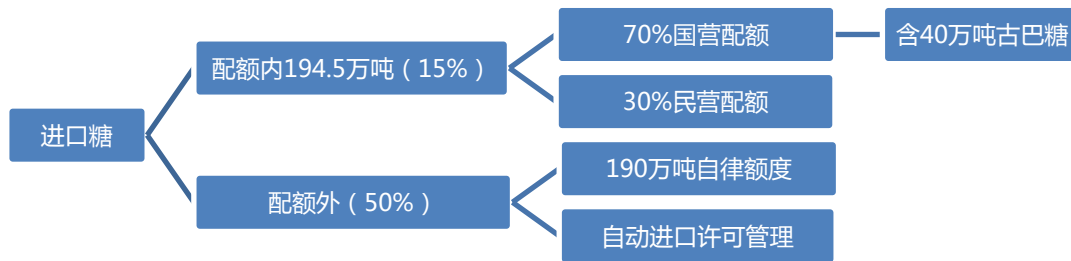 进口糖
配额内194.5万吨（15%）
70%国营配额
含40万吨古巴糖
30%民营配额
配额外（50%）
190万吨自律额度
自动进口许可管理